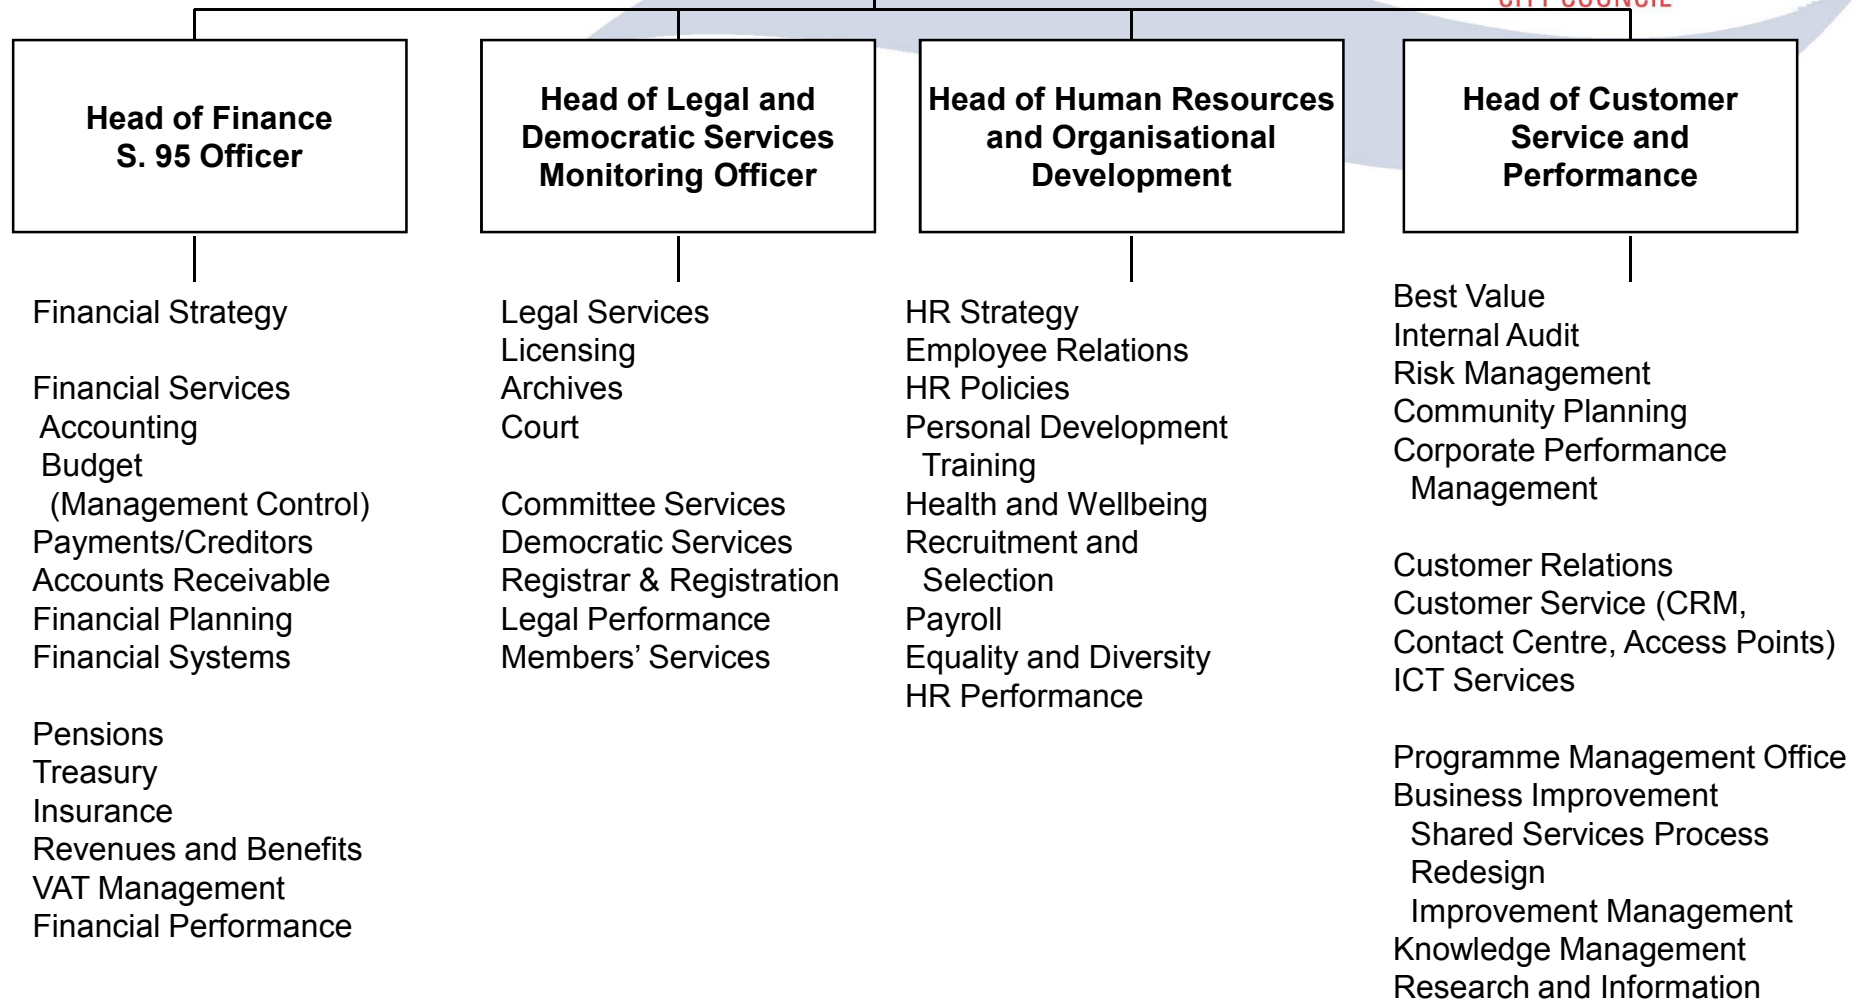 CITY COUNCIL
Head of Finance
S. 95 Officer
Head of Legal and
Democratic Services
Monitoring Officer
Head of Human Resources
and Organisational
Development
Head of Customer
Service and
Performance
Financial Strategy
Financial Services
Accounting
Budget
(Management Control)
Payments/Creditors
Accounts Receivable
Financial Planning
Financial Systems
Pensions
Treasury
Insurance
Revenues and Benefits
VAT Management
Financial Performance
Legal Services
Licensing
Archives
Court
Committee Services
Democratic Services
Registrar & Registration
Legal Performance
Members’ Services
HR Strategy
Employee Relations
HR Policies
Personal Development
Training
Health and Wellbeing
Recruitment and
Selection
Payroll
Equality and Diversity
HR Performance
Best Value
Internal Audit
Risk Management
Community Planning
Corporate Performance
Management
Customer Relations
Customer Service (CRM,
Contact Centre, Access Points)
ICT Services
Programme Management Office
Business Improvement
Shared Services Process
Redesign
Improvement Management
Knowledge Management
Research and Information